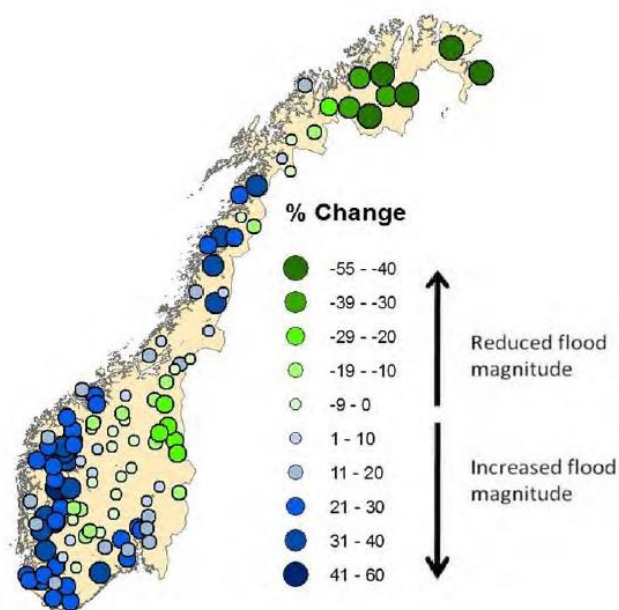 % Change
-55 - -40
-39 - -30
-29 - -20
-19 - -10
-9 - 0
1 - 10
11 - 20
21 - 30
31 - 40
41 - 60
Reduced flood
magnitude
Increased flood
magnitude